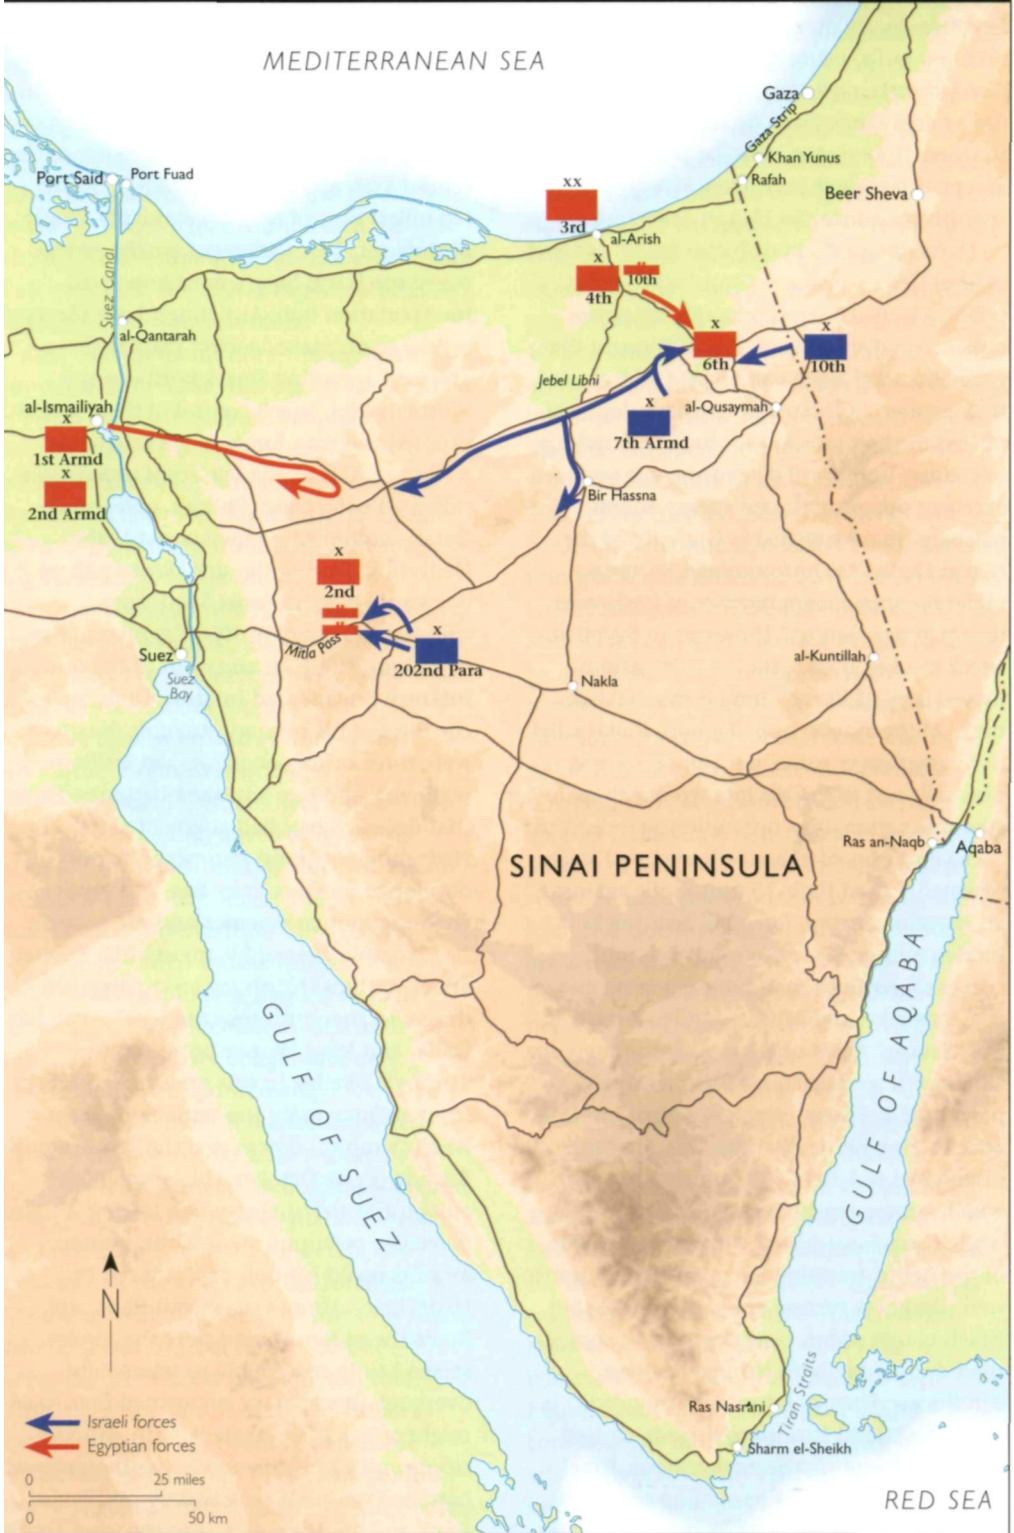 MEDITERRANEAN SEA
Gaza
Gaza Strip
Khan Yunus
Rafah
Port Said
Port Fuad
Beer Sheva
xx
3rd
al-Arish
x
4th
10th
Suez Canal
al-Qantarah
x
6th
x
10th
Jebel Libni
al-Qusaymah
x
7th Armd
al-Ismailiyah
x
1st Armd
x
2nd Armd
Bir Hassna
x
2nd
Mitla Pass
x
202nd Para
Suez
Suez
Bay
al-Kuntillah
Nakla
Ras an-Naqb
Aqaba
SINAI PENINSULA
GULF OF SUEZ
GULF OF AQABA
N
Tiran Straits
Ras Nasrani
Sharm el-Sheikh
Israeli forces
Egyptian forces
0 25 miles
0 50 km
RED SEA